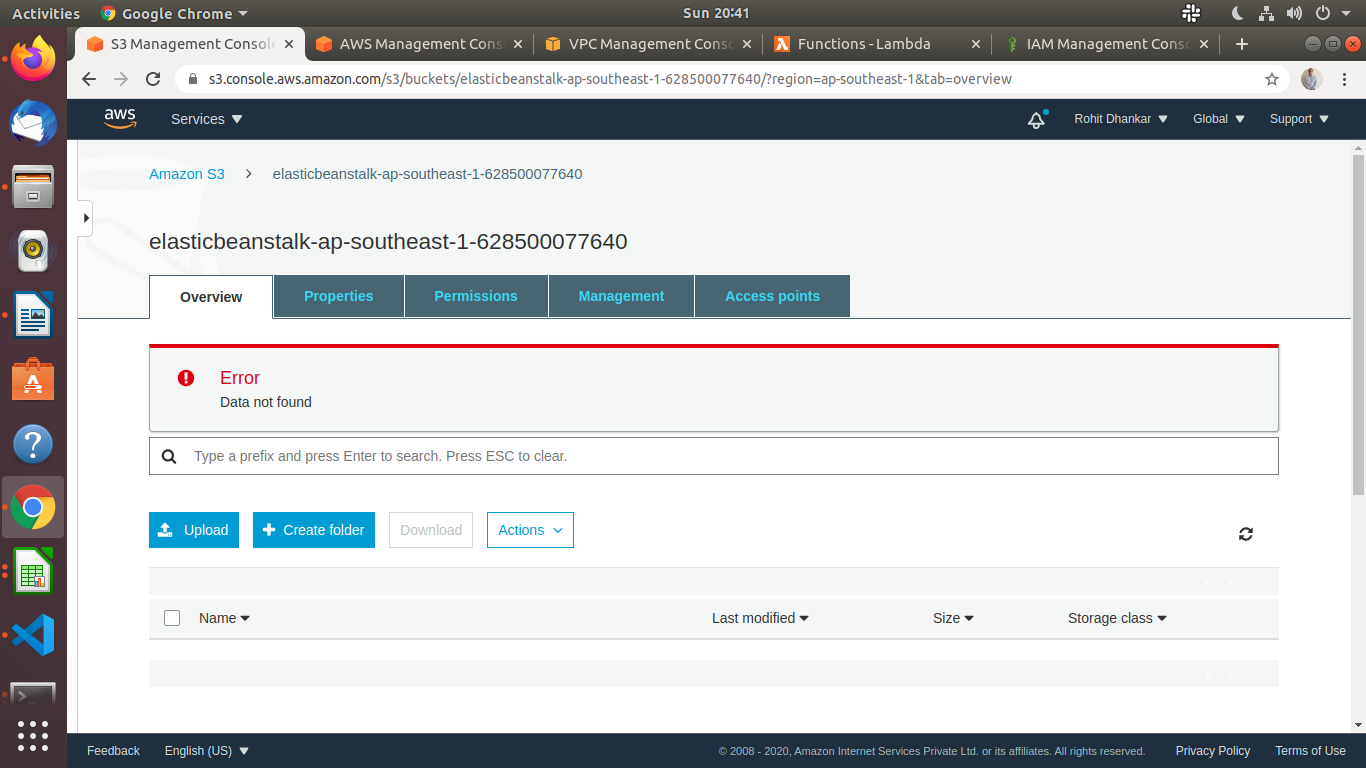 Activities Google Chrome Sun 20:41
S3 Management Console AWS Management Cons VPC Management Conso Functions - Lambda IAM Management Cons
s3.console.aws.amazon.com/s3/buckets/elasticbeanstalk-ap-southeast-1-628500077640/?region=ap-southeast-1&tab=overview
aws Services Rohit Dhankar Global Support
Amazon S3 > elasticbeanstalk-ap-southeast-1-628500077640
elasticbeanstalk-ap-southeast-1-628500077640
Overview Properties Permissions Management Access points
Error
Data not found
Type a prefix and press Enter to search. Press ESC to clear.
Upload Create folder Download Actions
Name Last modified Size Storage class
Feedback English (US) © 2008 - 2020, Amazon Internet Services Private Ltd. or its affiliates. All rights reserved. Privacy Policy Terms of Use